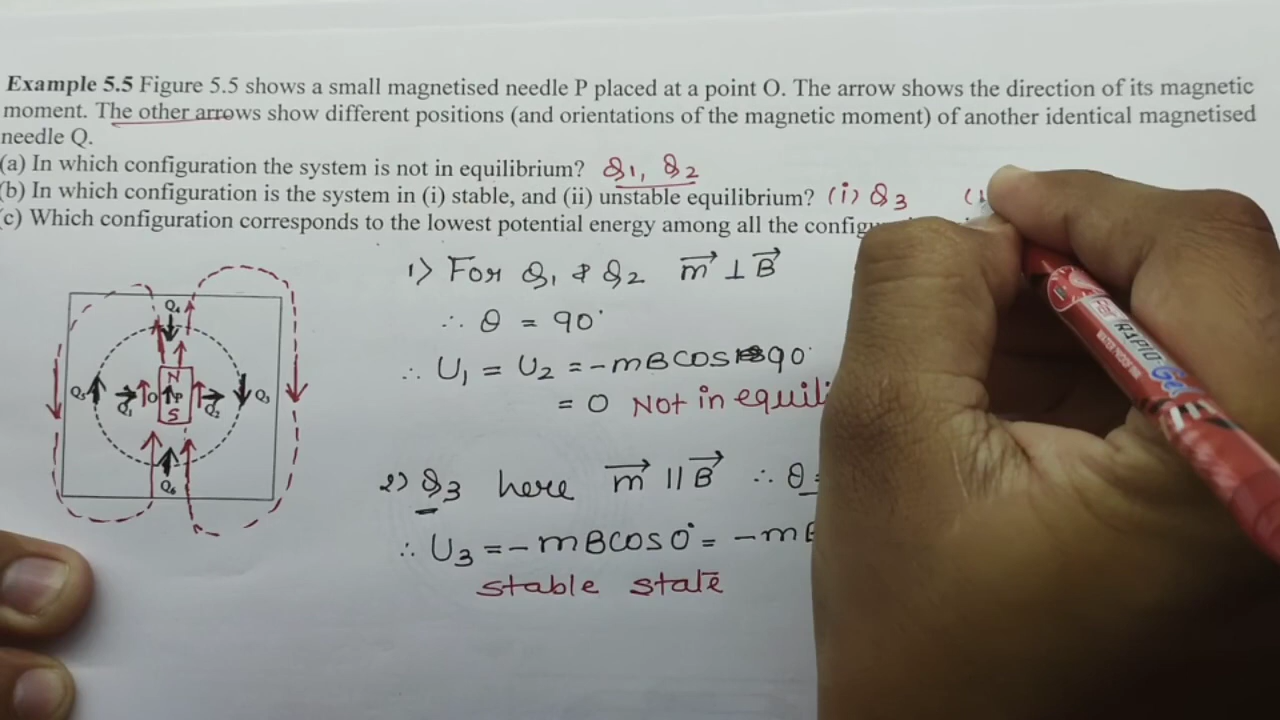 Example 5.5 Figure 5.5 shows a small magnetised needle P placed at a point O. The arrow shows the direction of its magnetic
moment. The other arrows show different positions (and orientations of the magnetic moment) of another identical magnetised
needle Q.
(a) In which configuration the system is not in equilibrium? Q1, Q2
(b) In which configuration is the system in (i) stable, and (ii) unstable equilibrium? (i) Q3
(c) Which configuration corresponds to the lowest potential energy among all the
1) For Q1 & Q2 m ⊥ B
∴ θ = 90°
∴ U1 = U2 = -mBcos 90°
= 0 Not in
2) Q3 here m || B ∴ θ
∴ U3 = -mBcos0° = -m
stable state
Q4
N
Q5 Q1 O P Q2 Q3
S
Q6
RAPID Gel
WATER PROOF INK